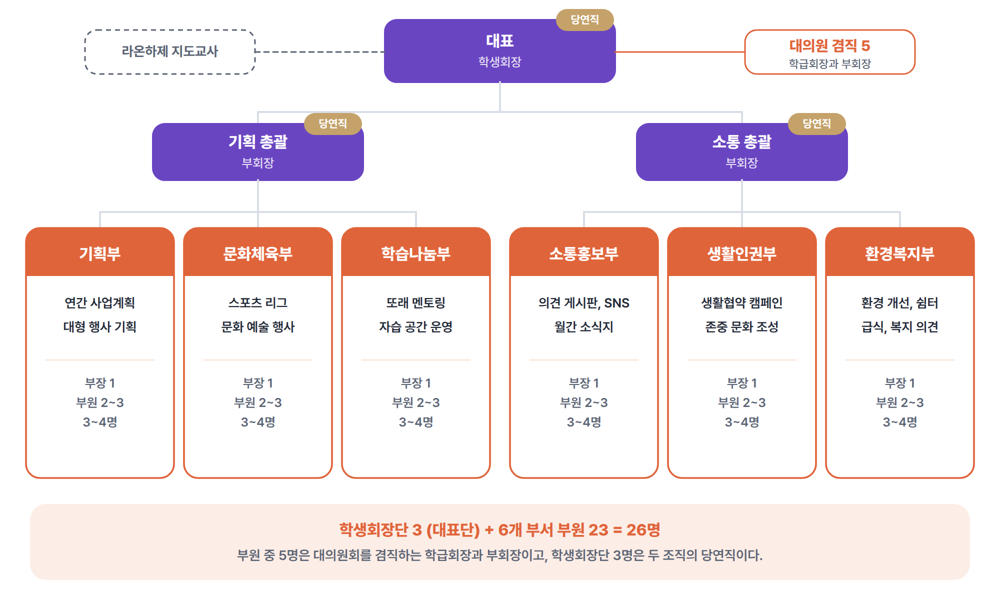 당연직
대표
학생회장
라온하제 지도교사
대의원 겸직 5
학급회장과 부회장
당연직
기획 총괄
부회장
당연직
소통 총괄
부회장
기획부
연간 사업계획
대형 행사 기획
부장 1
부원 2~3
3~4명
문화체육부
스포츠 리그
문화 예술 행사
부장 1
부원 2~3
3~4명
학습나눔부
또래 멘토링
자습 공간 운영
부장 1
부원 2~3
3~4명
소통홍보부
의견 게시판, SNS
월간 소식지
부장 1
부원 2~3
3~4명
생활인권부
생활협약 캠페인
존중 문화 조성
부장 1
부원 2~3
3~4명
환경복지부
환경 개선, 쉼터
급식, 복지 의견
부장 1
부원 2~3
3~4명
학생회장단 3 (대표단) + 6개 부서 부원 23 = 26명
부원 중 5명은 대의원회를 겸직하는 학급회장과 부회장이고, 학생회장단 3명은 두 조직의 당연직이다.